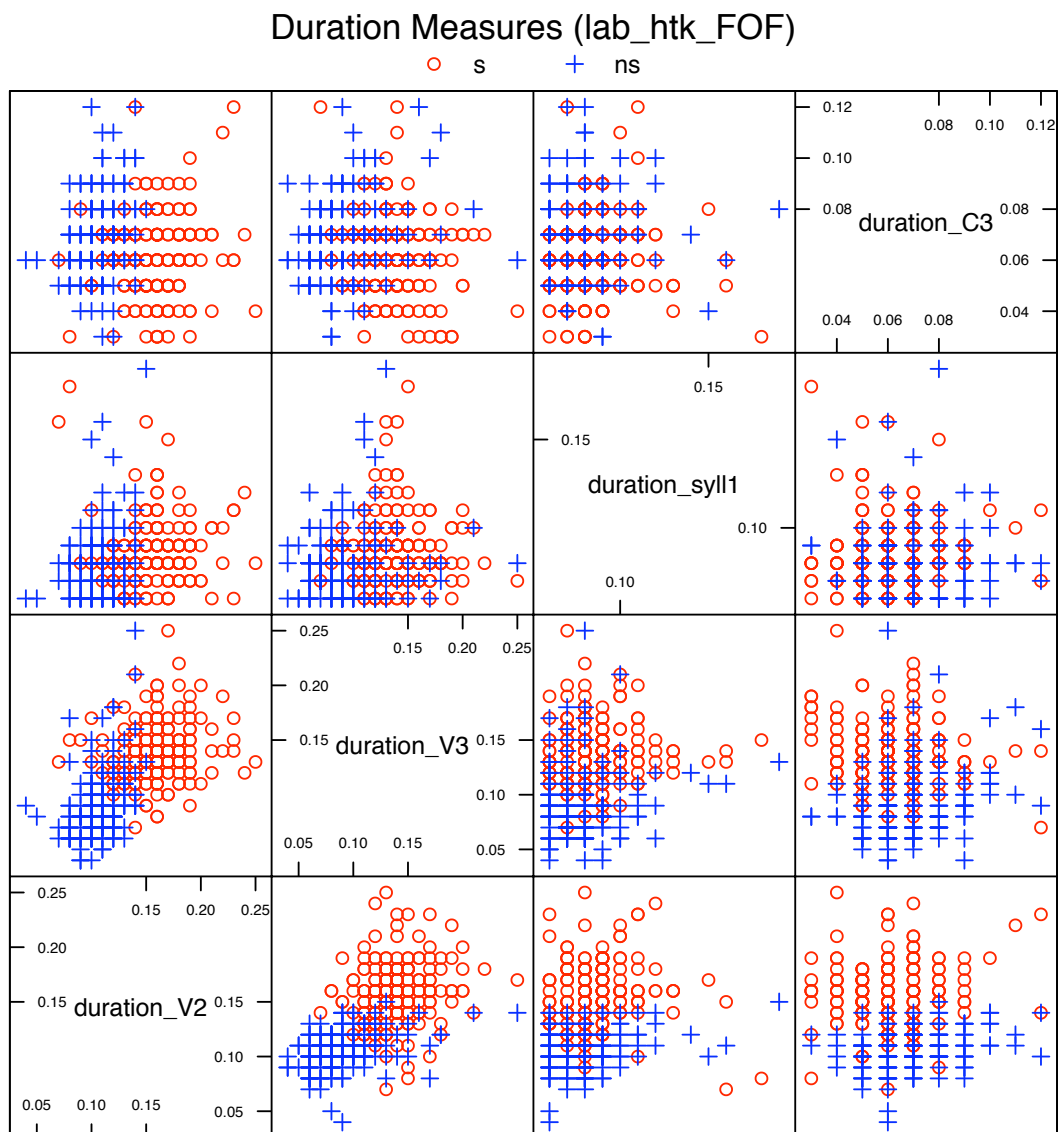 Duration Measures (lab_htk_FOF)
s ns
0.12 0.08 0.10 0.12
0.10
0.08 duration_C3 0.08
0.06
0.04 0.06 0.08 0.04
0.15
0.15
duration_syll1
0.10
0.10
0.25 0.15 0.20 0.25
0.20
0.15 duration_V3 0.15
0.10
0.05 0.10 0.15 0.05
0.25 0.15 0.20 0.25
0.20
0.15 duration_V2 0.15
0.10
0.05 0.10 0.15 0.05